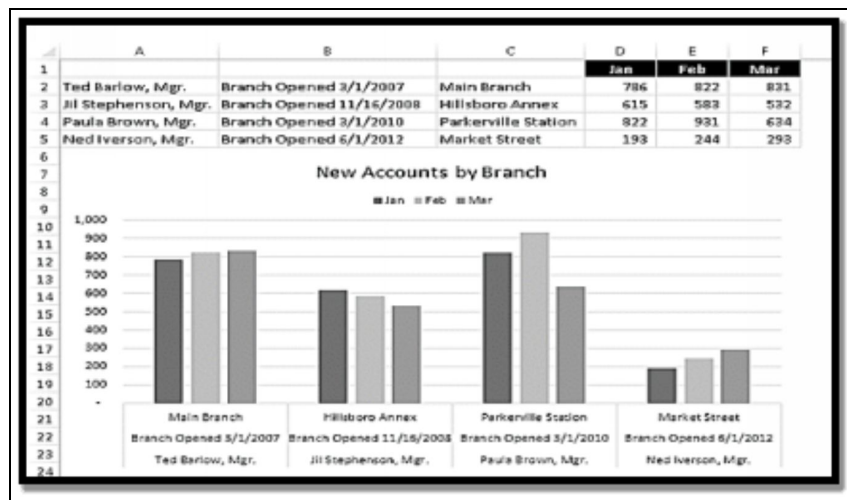 A B C D E F
1 Jan Feb Mar
2 Ted Barlow, Mgr. Branch Opened 3/1/2007 Main Branch 786 822 831
3 Jil Stephenson, Mgr. Branch Opened 11/16/2008 Hillsboro Annex 615 583 532
4 Paula Brown, Mgr. Branch Opened 3/1/2010 Parkerville Station 822 931 634
5 Ned Iverson, Mgr. Branch Opened 6/1/2012 Market Street 193 244 293
6
7 New Accounts by Branch
8 Jan Feb Mar
9
10 1,000
11 900
12 800
13 700
14 600
15 500
16 400
17 300
18 200
19 100
20 -
21 Main Branch Hillsboro Annex Parkerville Station Market Street
22 Branch Opened 3/1/2007 Branch Opened 11/16/2008 Branch Opened 3/1/2010 Branch Opened 6/1/2012
23 Ted Barlow, Mgr. Jil Stephenson, Mgr. Paula Brown, Mgr. Ned Iverson, Mgr.
24